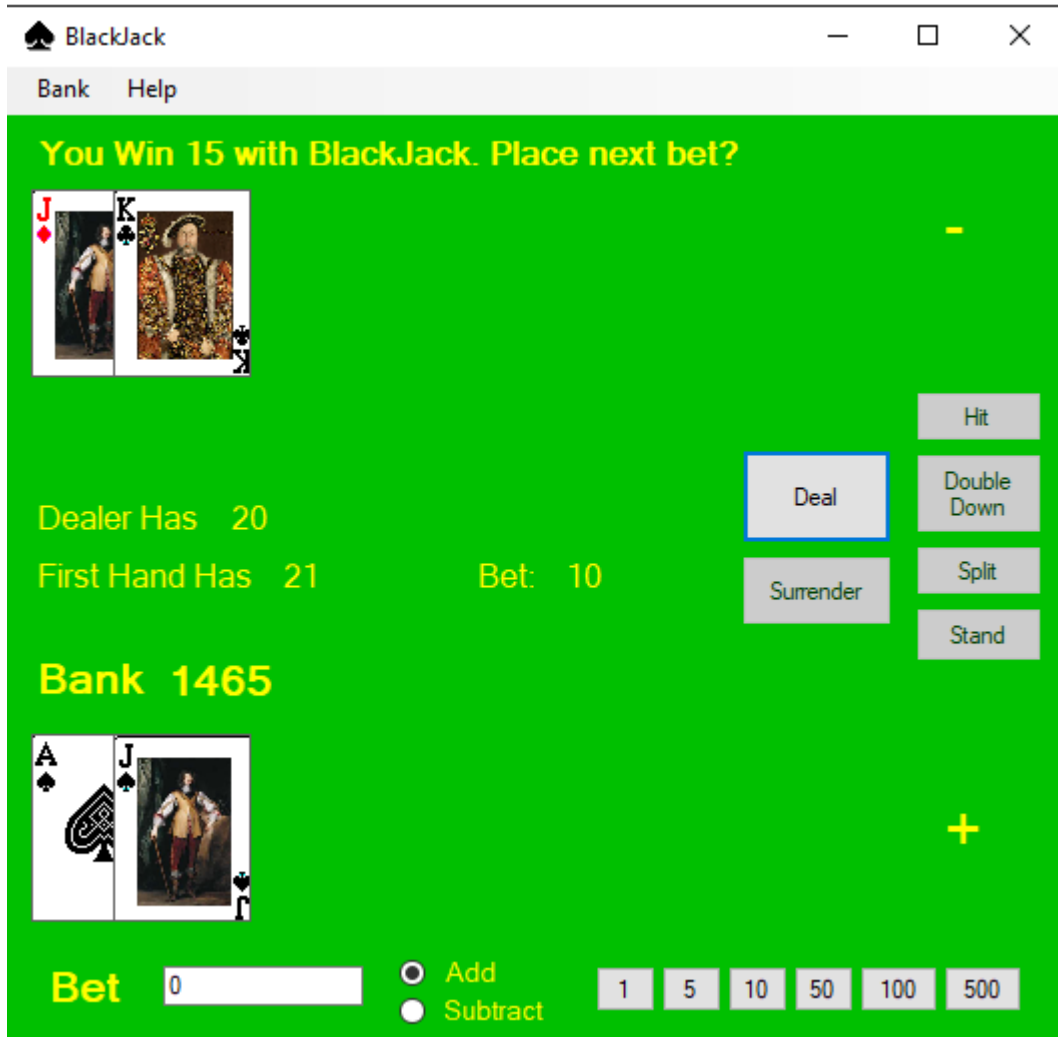 BlackJack
Bank Help
You Win 15 with BlackJack. Place next bet?
J K
-
K
Hit
Deal
Double
Down
Dealer Has 20
First Hand Has 21 Bet: 10
Surrender
Split
Stand
Bank 1465
A J
+
J
Bet 0
Add
Subtract
1 5 10 50 100 500